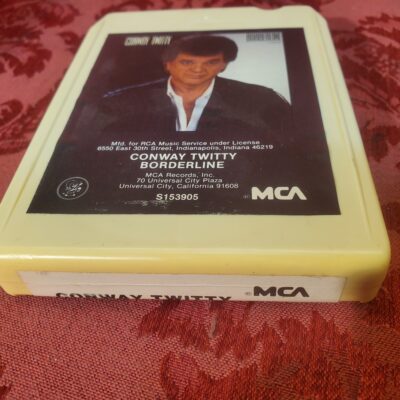 CONWAY TWITTY BORDERLINE
Mfd. for RCA Music Service under License
6550 East 30th Street, Indianapolis, Indiana 46219
CONWAY TWITTY
BORDERLINE
MCA Records, Inc.
70 Universal City Plaza
Universal City, California 91608
S153905
MCA
CONWAY TWITTY MCA